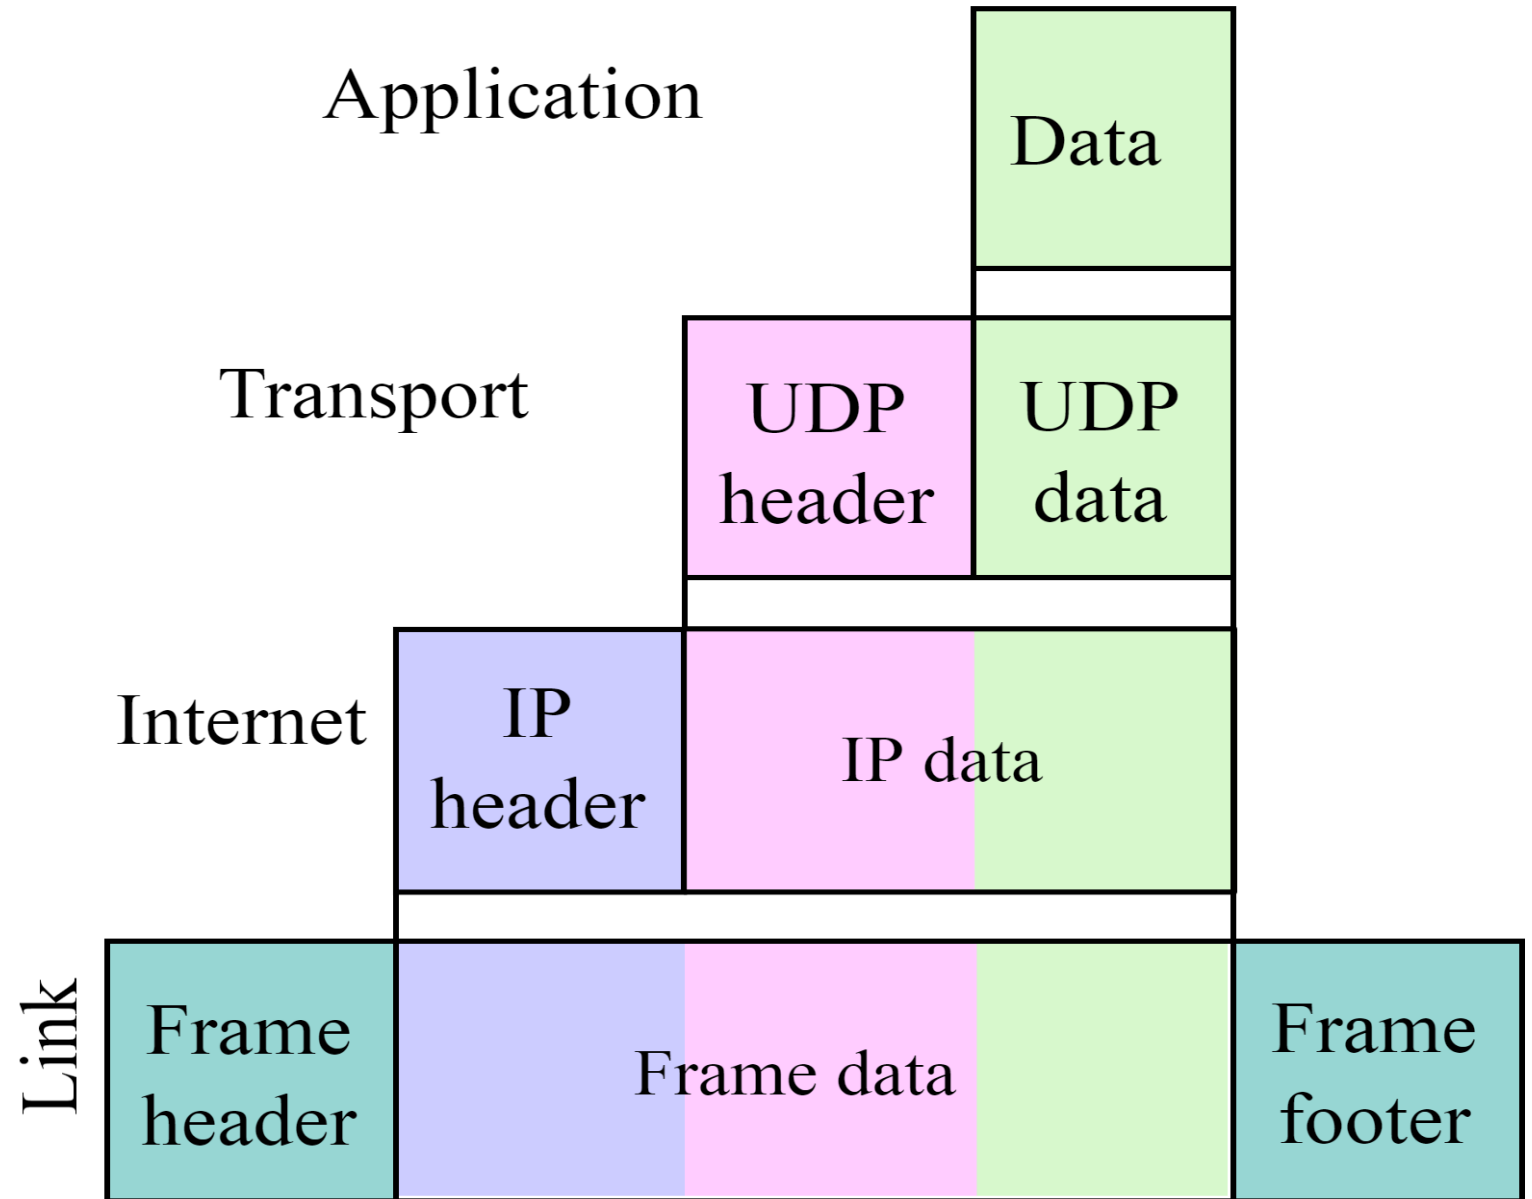 Application
Data
Transport
UDP
header
UDP
data
Internet
IP
header
IP data
Link
Frame
header
Frame data
Frame
footer